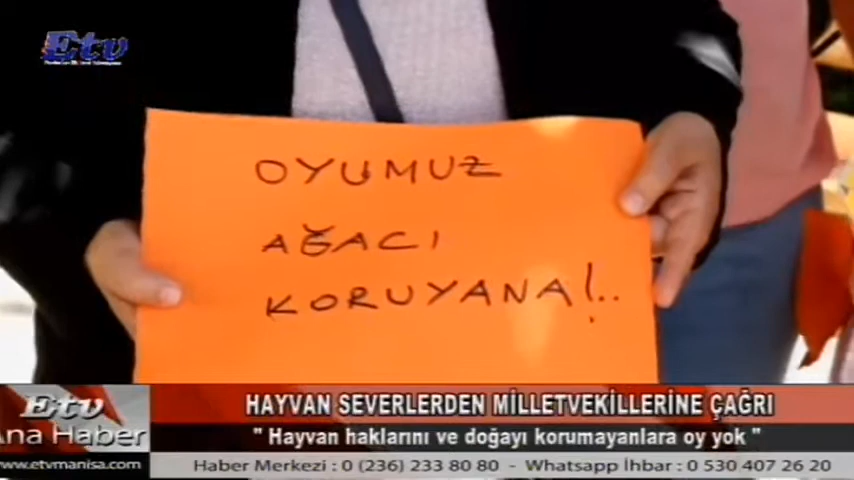 Etv
OYUMUZ
AĞACI
KORUYANA!..
Etv
Ana Haber
www.etvmanisa.com
HAYVAN SEVERLERDEN MİLLETVEKİLLERİNE ÇAĞRI
" Hayvan haklarını ve doğayı korumayanlara oy yok "
Haber Merkezi : 0 (236) 233 80 80 - Whatsapp İhbar : 0 530 407 26 20